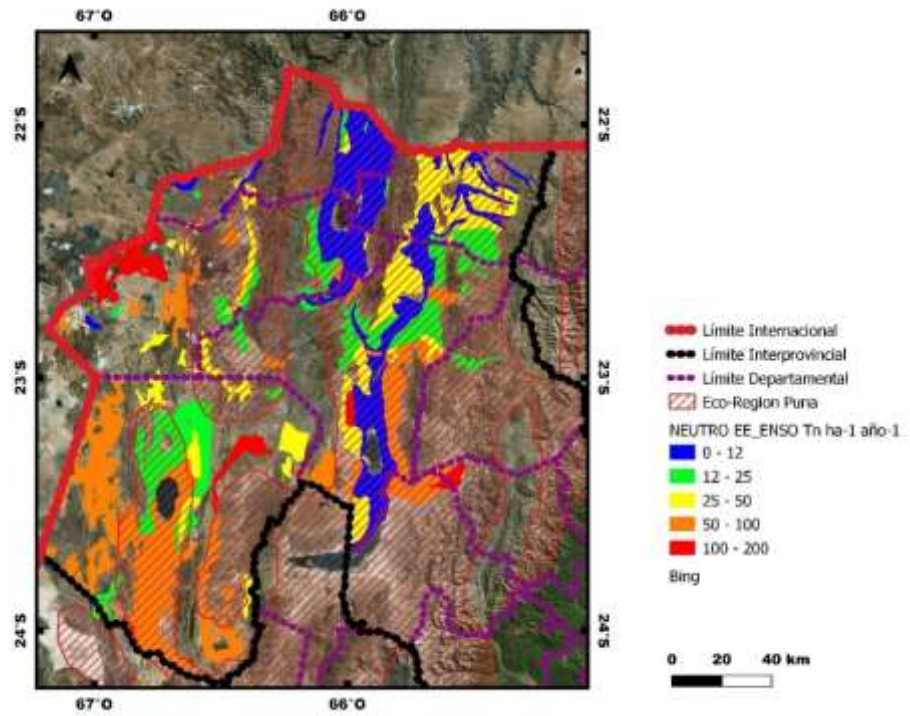 67°O 66°O
22°S 22°S
23°S 23°S
24°S 24°S
67°O 66°O
Límite Internacional
Límite Interprovincial
Límite Departamental
Eco-Region Puna
NEUTRO EE_ENSO Tn ha-1 año-1
0 - 12
12 - 25
25 - 50
50 - 100
100 - 200
Bing
0 20 40 km